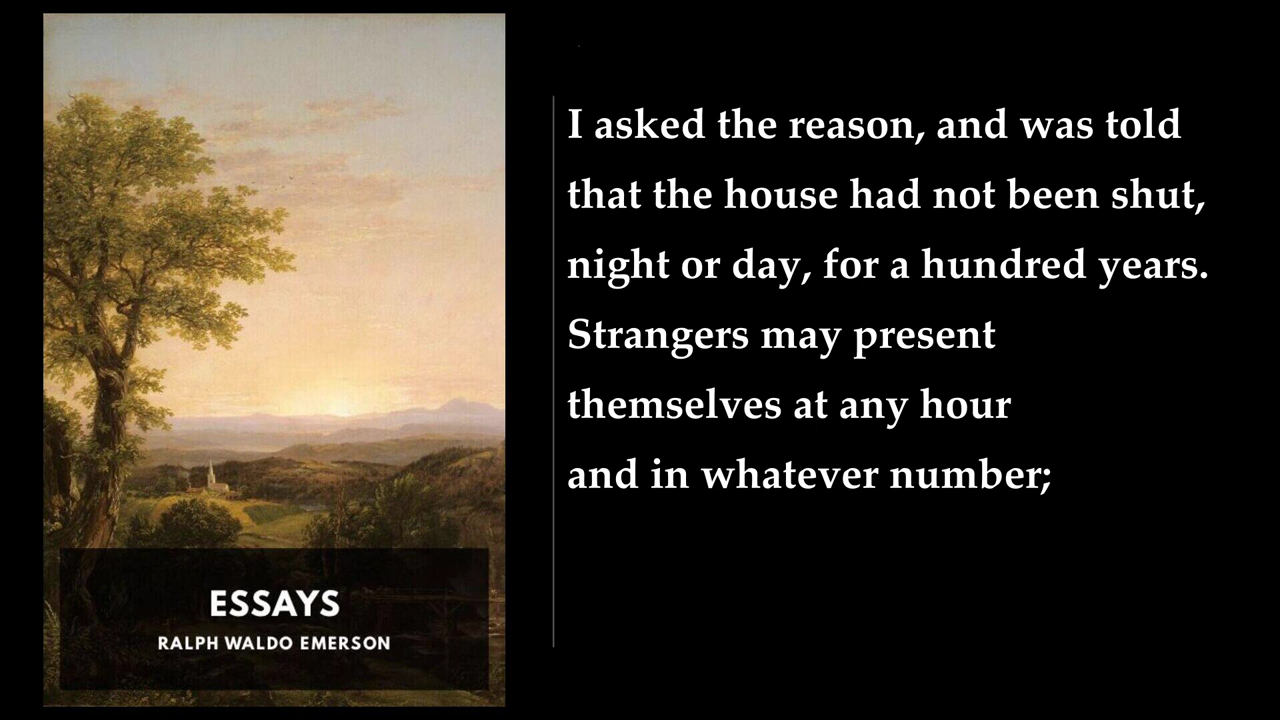 ESSAYS
RALPH WALDO EMERSON
I asked the reason, and was told
that the house had not been shut,
night or day, for a hundred years.
Strangers may present
themselves at any hour
and in whatever number;